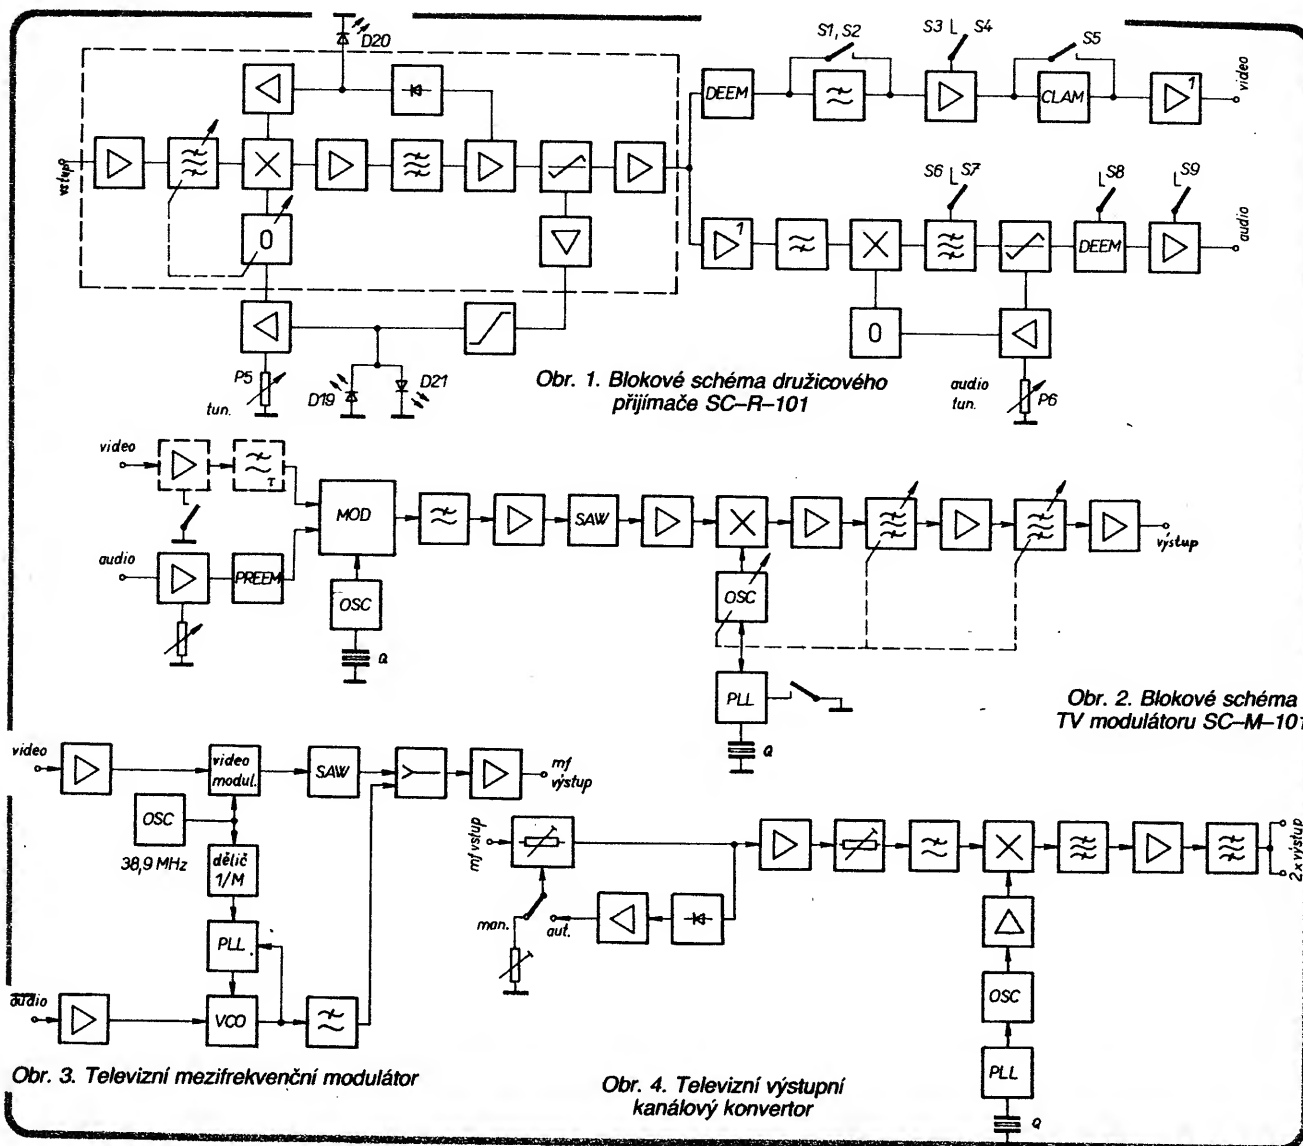 D20
S1, S2
S3 S4
S5
DEEM
CLAM
1
video
vstup
S6 S7
S8
S9
1
DEEM
audio
0
0
P5
tun.
D19
D21
audio
tun.
P6
Obr. 1. Blokové schéma družicového
přijímače SC–R–101
video
τ
MOD
SAW
výstup
audio
PREEM
OSC
OSC
Q
PLL
Q
Obr. 2. Blokové schéma
TV modulátoru SC–M–101
video
video
modul.
SAW
mf
výstup
OSC
38,9 MHz
dělič
1/M
PLL
audio
VCO
Obr. 3. Televizní mezifrekvenční modulátor
mf vstup
man.
aut.
2x výstup
OSC
PLL
Q
Obr. 4. Televizní výstupní
kanálový konvertor